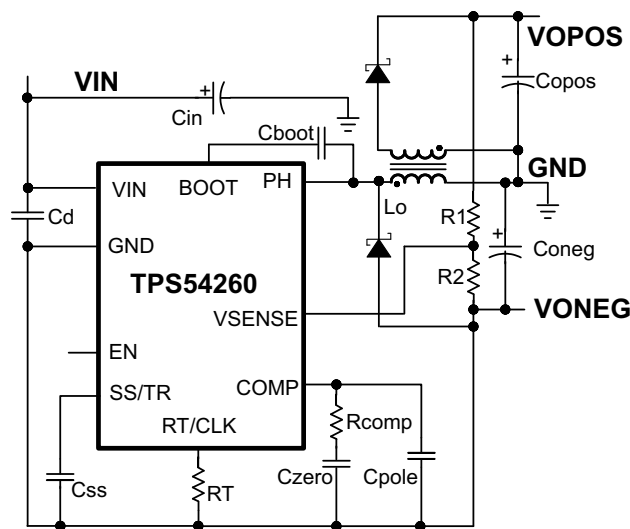 VOPOS
VIN
Copos
Cin
Cboot
GND
VIN
BOOT
PH
Lo
R1
Cd
GND
Coneg
TPS54260
R2
VSENSE
VONEG
EN
COMP
SS/TR
RT/CLK
Rcomp
Css
RT
Czero
Cpole